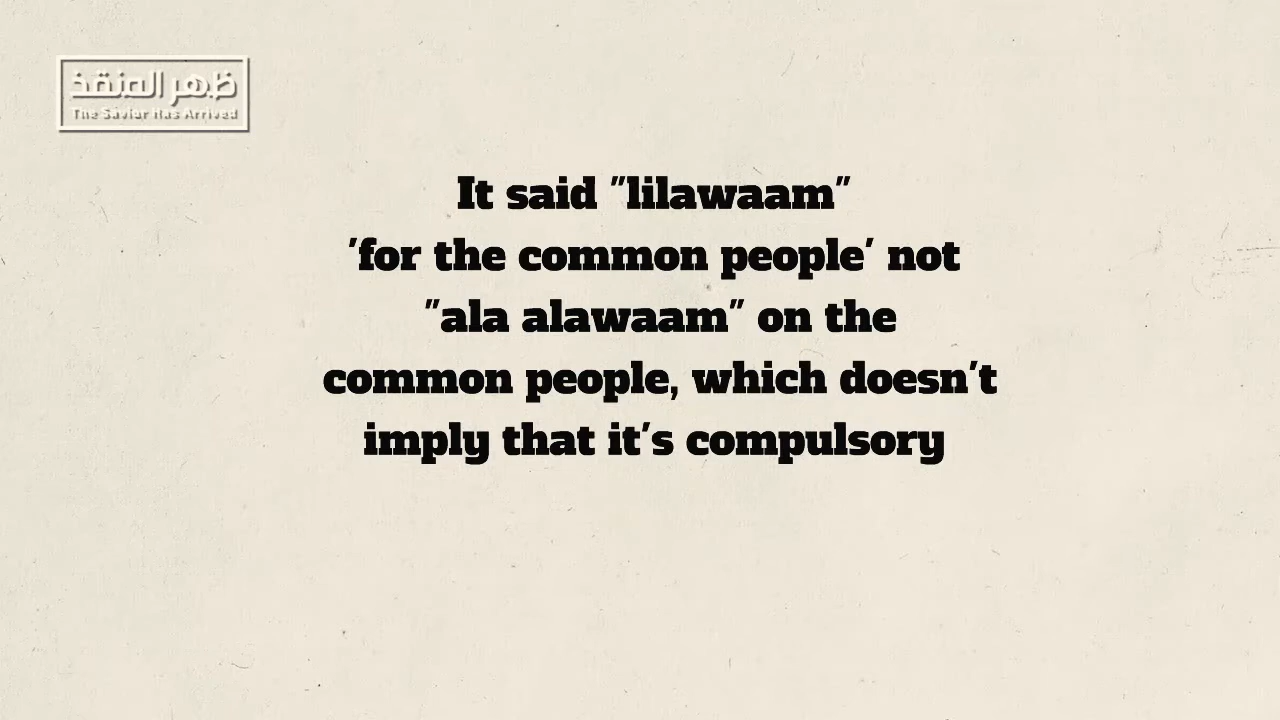 ظهر المنقذ
The Savior Has Arrived
It said "lilawaam"
'for the common people' not
"ala alawaam" on the
common people, which doesn't
imply that it's compulsory